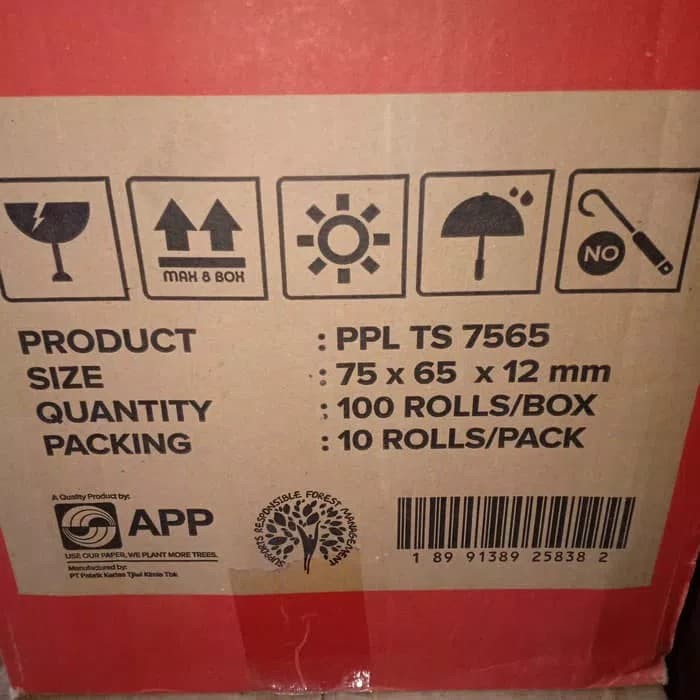 MAX 8 BOX
NO
PRODUCT : PPL TS 7565
SIZE : 75 x 65 x 12 mm
QUANTITY : 100 ROLLS/BOX
PACKING : 10 ROLLS/PACK
A Quality Product by:
APP
USE OUR PAPER, WE PLANT MORE TREES.
Manufactured by:
PT Pabrik Kertas Tjiwi Kimia Tbk
SUPPORTS RESPONSIBLE FOREST MANAGEMENT
1 89 91389 25838 2